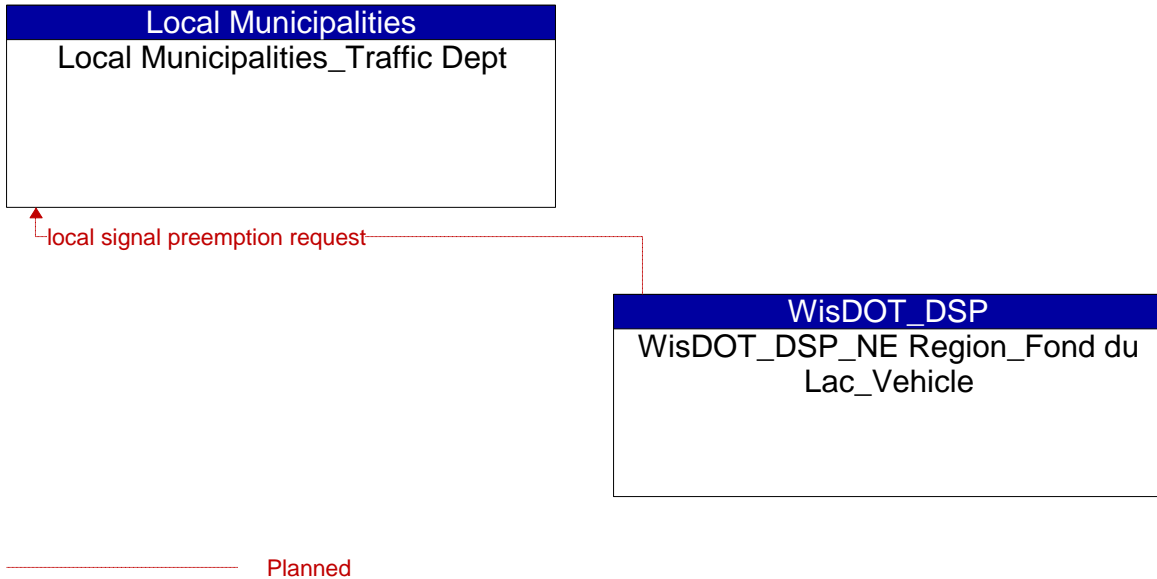 Local Municipalities
Local Municipalities_Traffic Dept
local signal preemption request
WisDOT_DSP
WisDOT_DSP_NE Region_Fond du
Lac_Vehicle
Planned